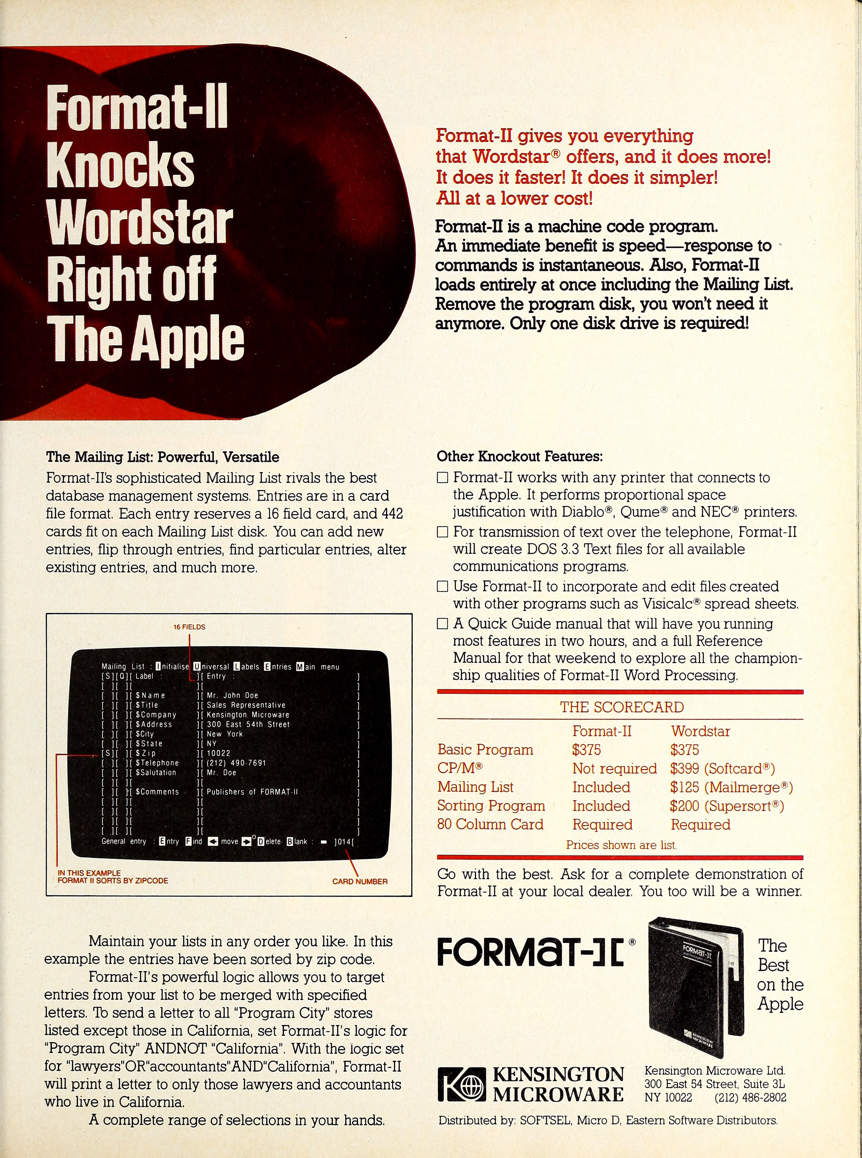 Format-II
Knocks
Wordstar
Right off
The Apple
Format-II gives you everything
that Wordstar® offers, and it does more!
It does it faster! It does it simpler!
All at a lower cost!
Format-II is a machine code program.
An immediate benefit is speed—response to
commands is instantaneous. Also, Format-II
loads entirely at once including the Mailing List.
Remove the program disk, you won't need it
anymore. Only one disk drive is required!
The Mailing List: Powerful, Versatile
Format-II's sophisticated Mailing List rivals the best
database management systems. Entries are in a card
file format. Each entry reserves a 16 field card, and 442
cards fit on each Mailing List disk. You can add new
entries, flip through entries, find particular entries, alter
existing entries, and much more.
16 FIELDS
Mailing List : Initialise Universal Labels Entries Main menu
[S][Q][ Label : ][ Entry : ]
[ ][ ][ ][ ]
[ ][ ][ $Name ][ Mr. John Doe ]
[ ][ ][ $Title ][ Sales Representative ]
[ ][ ][ $Company ][ Kensington Microware ]
[ ][ ][ $Address ][ 300 East 54th Street ]
[ ][ ][ $City ][ New York ]
[ ][ ][ $State ][ NY ]
[S][ ][ $Zip ][ 10022 ]
[ ][ ][ $Telephone ][ (212) 490-7691 ]
[ ][ ][ $Salutation ][ Mr. Doe ]
[ ][ ][ ][ ]
[ ][ ][ $Comments ][ Publishers of FORMAT-II ]
[ ][ ][ ][ ]
[ ][ ][ ][ ]
[ ][ ][ ][ ]
[ ][ ][ ][ ]
General entry : Entry Find move Delete Blank : ]014[
IN THIS EXAMPLE
FORMAT II SORTS BY ZIPCODE
CARD NUMBER
Maintain your lists in any order you like. In this
example the entries have been sorted by zip code.
Format-II's powerful logic allows you to target
entries from your list to be merged with specified
letters. To send a letter to all "Program City" stores
listed except those in California, set Format-II's logic for
"Program City" ANDNOT "California". With the logic set
for "lawyers"OR"accountants"AND"California", Format-II
will print a letter to only those lawyers and accountants
who live in California.
A complete range of selections in your hands.
Other Knockout Features:
□ Format-II works with any printer that connects to
the Apple. It performs proportional space
justification with Diablo®, Qume® and NEC® printers.
□ For transmission of text over the telephone, Format-II
will create DOS 3.3 Text files for all available
communications programs.
□ Use Format-II to incorporate and edit files created
with other programs such as Visicalc® spread sheets.
□ A Quick Guide manual that will have you running
most features in two hours, and a full Reference
Manual for that weekend to explore all the champion-
ship qualities of Format-II Word Processing.
THE SCORECARD
Format-II Wordstar
Basic Program $375 $375
CP/M® Not required $399 (Softcard®)
Mailing List Included $125 (Mailmerge®)
Sorting Program Included $200 (Supersort®)
80 Column Card Required Required
Prices shown are list.
Go with the best. Ask for a complete demonstration of
Format-II at your local dealer. You too will be a winner.
FORMAT-][®
FORMAT-][
The
Best
on the
Apple
KENSINGTON
MICROWARE
Kensington Microware Ltd.
300 East 54 Street, Suite 3L
NY 10022 (212) 486-2802
Distributed by: SOFTSEL, Micro D, Eastern Software Distributors.